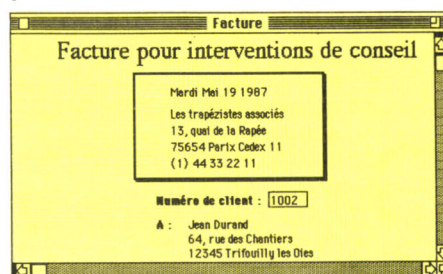 Facture
Facture pour interventions de conseil
Mardi Mai 19 1987
Les trapézistes associés
13, quai de la Rapée
75654 Parix Cedex 11
(1) 44 33 22 11
Numéro de client : 1002
A : Jean Durand
64, rue des Chantiers
12345 Trifouilly les Oies